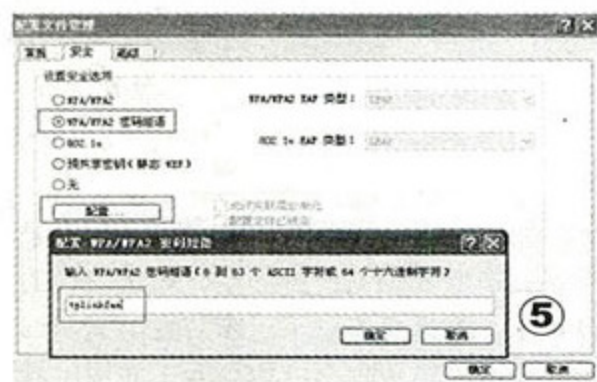 配置文件管理
常规 安全 高级
设置安全选项
WPA/WPA2 WPA/WPA2 EAP 类型：
WPA/WPA2 密码短语
802.1x 802.1x EAP 类型：
预共享密钥（静态 WEP）
无
配置...
配置 WPA/WPA2 密码短语
输入 WPA/WPA2 密码短语（8 到 63 个 ASCII 字符或 64 个十六进制字符）
确定 取消
⑤
确定 取消